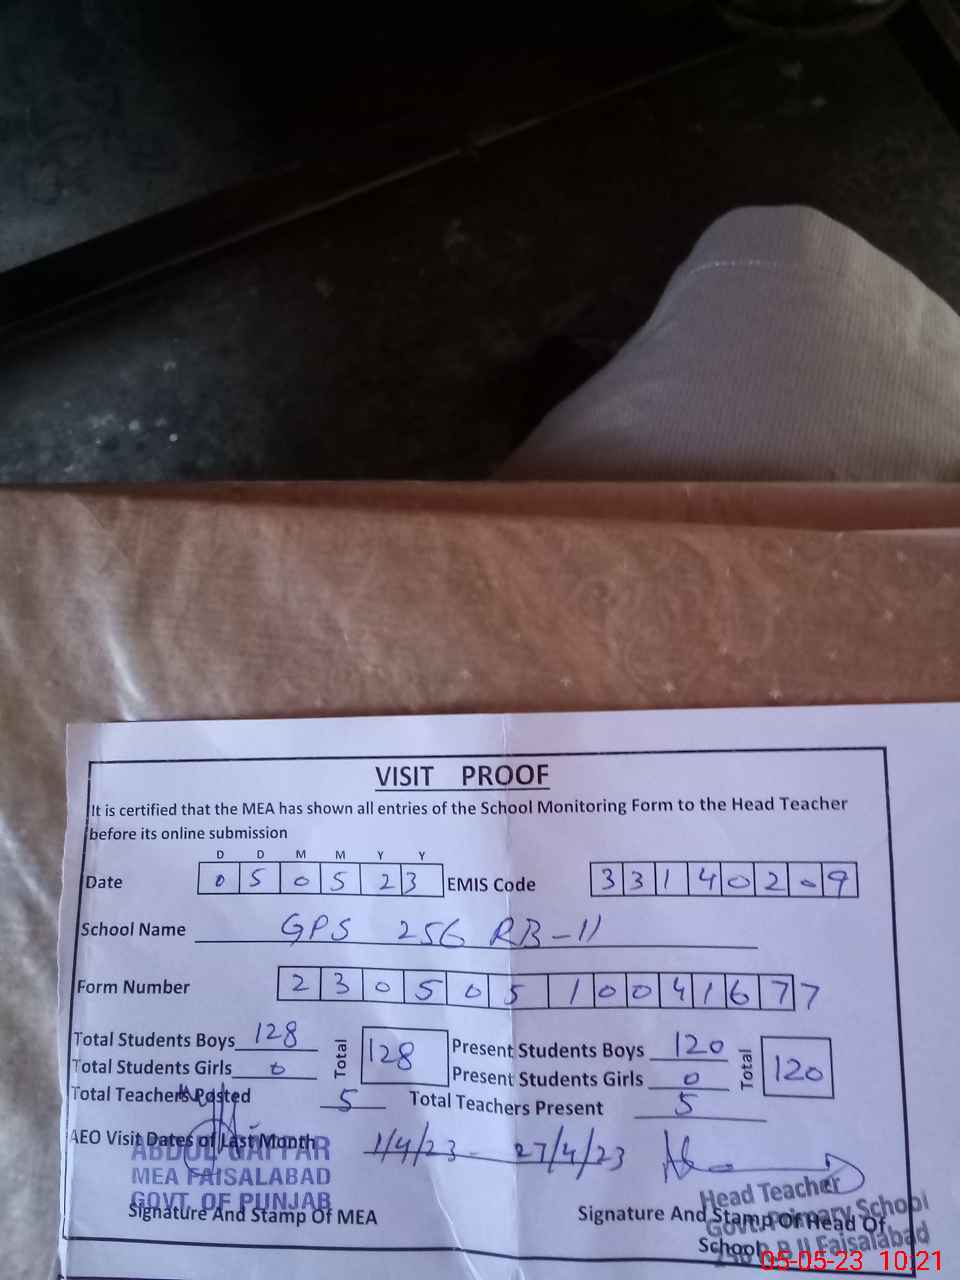 VISIT PROOF
It is certified that the MEA has shown all entries of the School Monitoring Form to the Head Teacher
before its online submission
D D M M Y Y
Date 0 5 0 5 2 3 EMIS Code 3 3 1 4 0 2 0 9
School Name GPS 256 RB-II
Form Number 2 3 0 5 0 5 1 0 0 4 1 6 7 7
Total Students Boys 128 Total 128 Present Students Boys 120 Total 120
Total Students Girls 0 Present Students Girls 0
Total Teachers Posted 5 Total Teachers Present 5
AEO Visit Dates of Last Month 1/4/23 - 27/4/23
ABDUL GAFFAR
MEA FAISALABAD
GOVT. OF PUNJAB
Signature And Stamp Of MEA
Head Teacher
Govt. Primary School
Signature And Stamp Of Head Of
School
R.B II Faisalabad
05-05-23 10:21